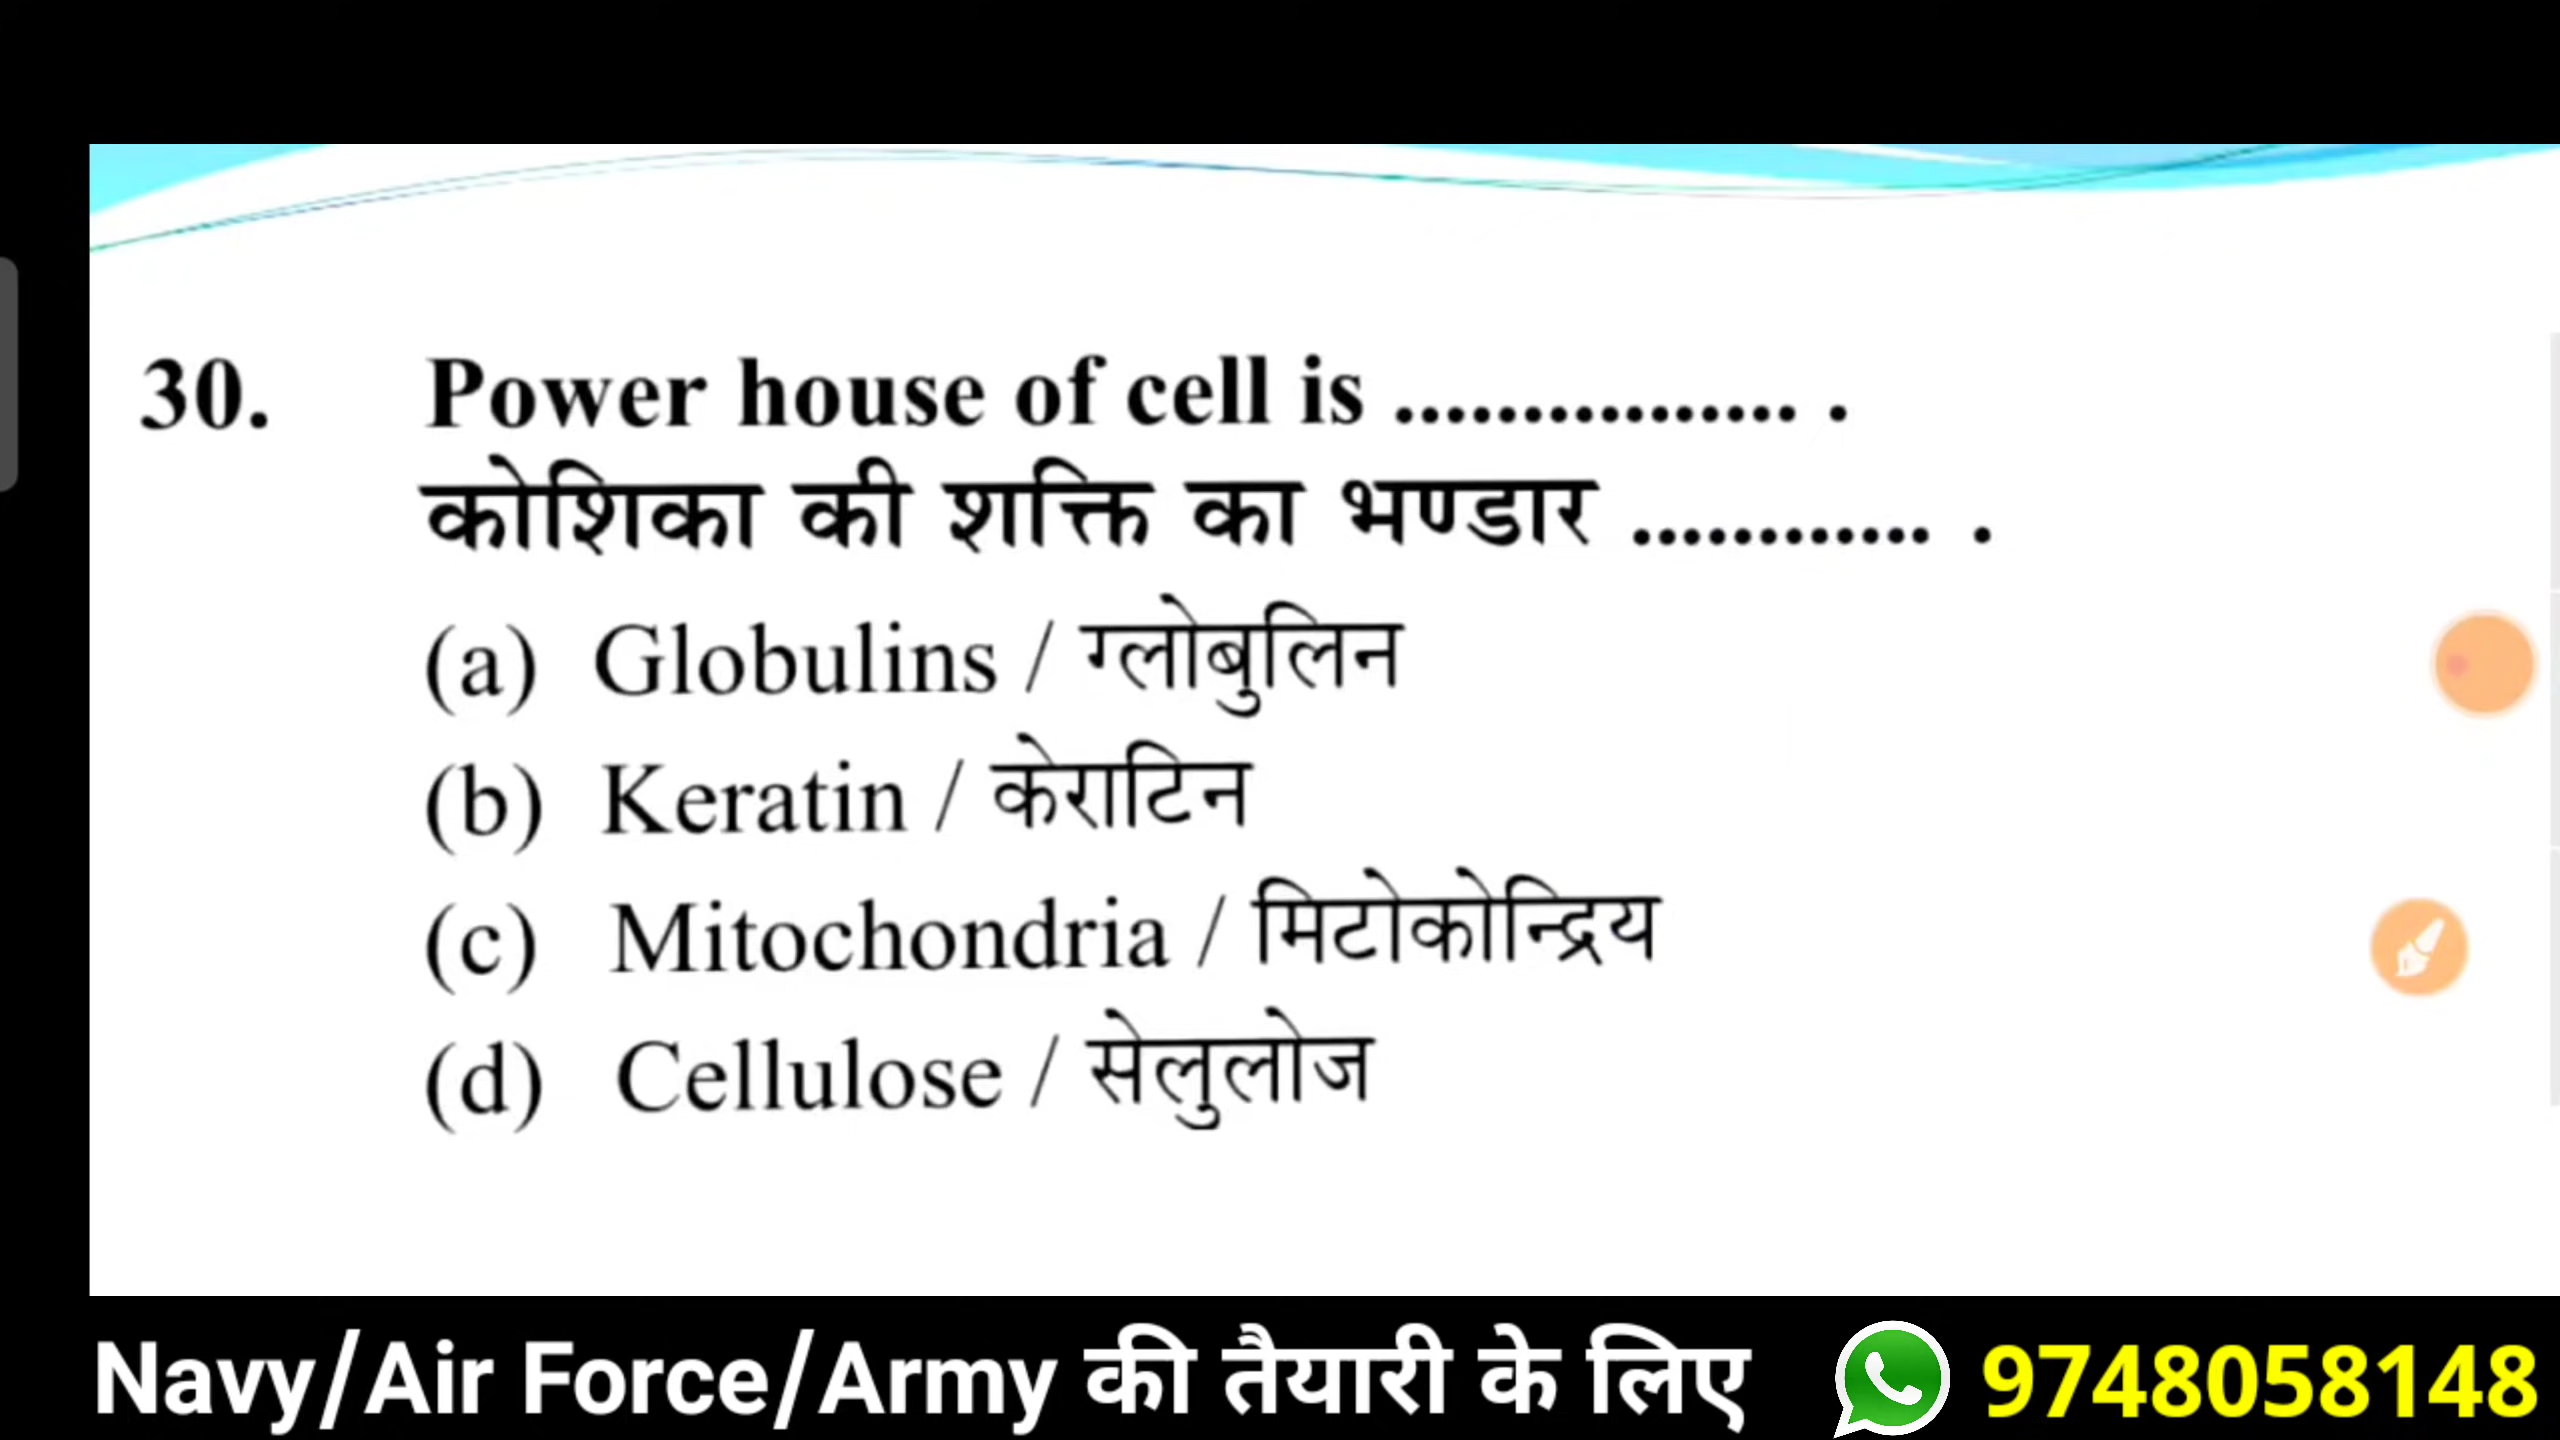 30. Power house of cell is ................ .
कोशिका की शक्ति का भण्डार ............ .
(a) Globulins / ग्लोबुलिन
(b) Keratin / केराटिन
(c) Mitochondria / मिटोकोन्द्रिय
(d) Cellulose / सेलुलोज
Navy/Air Force/Army की तैयारी के लिए 9748058148